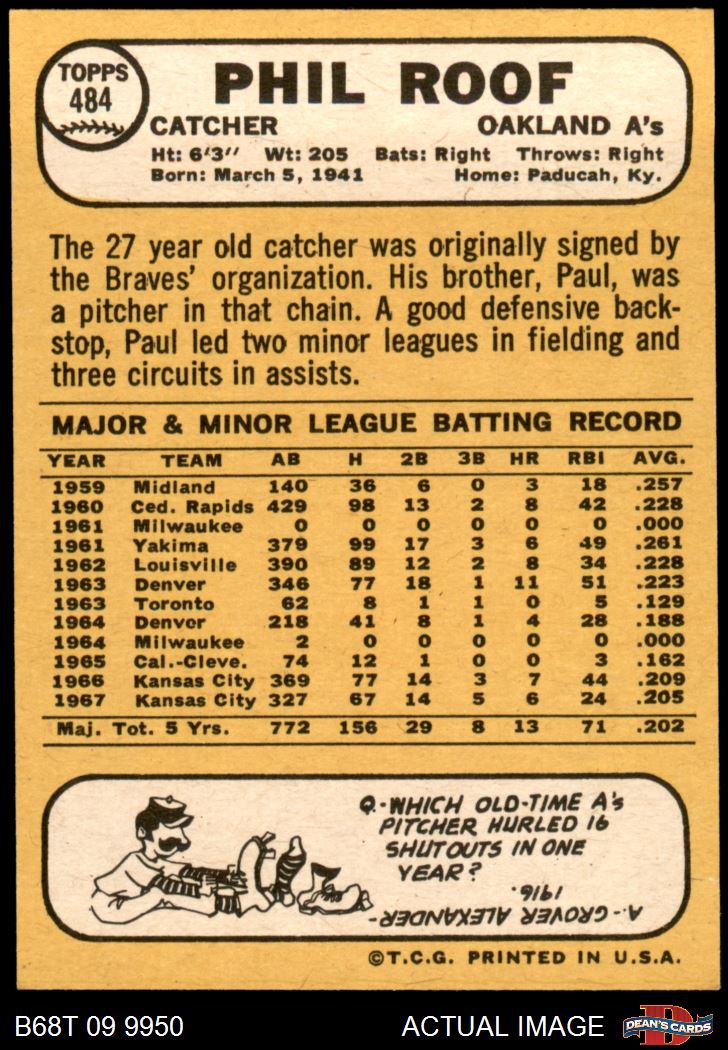 TOPPS
484
PHIL ROOF
CATCHER OAKLAND A's
Ht: 6'3" Wt: 205 Bats: Right Throws: Right
Born: March 5, 1941 Home: Paducah, Ky.
The 27 year old catcher was originally signed by
the Braves' organization. His brother, Paul, was
a pitcher in that chain. A good defensive back-
stop, Paul led two minor leagues in fielding and
three circuits in assists.
MAJOR & MINOR LEAGUE BATTING RECORD
YEAR TEAM AB H 2B 3B HR RBI AVG.
1959 Midland 140 36 6 0 3 18 .257
1960 Ced. Rapids 429 98 13 2 8 42 .228
1961 Milwaukee 0 0 0 0 0 0 .000
1961 Yakima 379 99 17 3 6 49 .261
1962 Louisville 390 89 12 2 8 34 .228
1963 Denver 346 77 18 1 11 51 .223
1963 Toronto 62 8 1 1 0 5 .129
1964 Denver 218 41 8 1 4 28 .188
1964 Milwaukee 2 0 0 0 0 0 .000
1965 Cal.-Cleve. 74 12 1 0 0 3 .162
1966 Kansas City 369 77 14 3 7 44 .209
1967 Kansas City 327 67 14 5 6 24 .205
Maj. Tot. 5 Yrs. 772 156 29 8 13 71 .202
Q.-WHICH OLD-TIME A's
PITCHER HURLED 16
SHUTOUTS IN ONE
YEAR?
A.-GROVER ALEXANDER-
1916.
©T.C.G. PRINTED IN U.S.A.
B68T 09 9950 ACTUAL IMAGE
D
DEAN'S CARDS